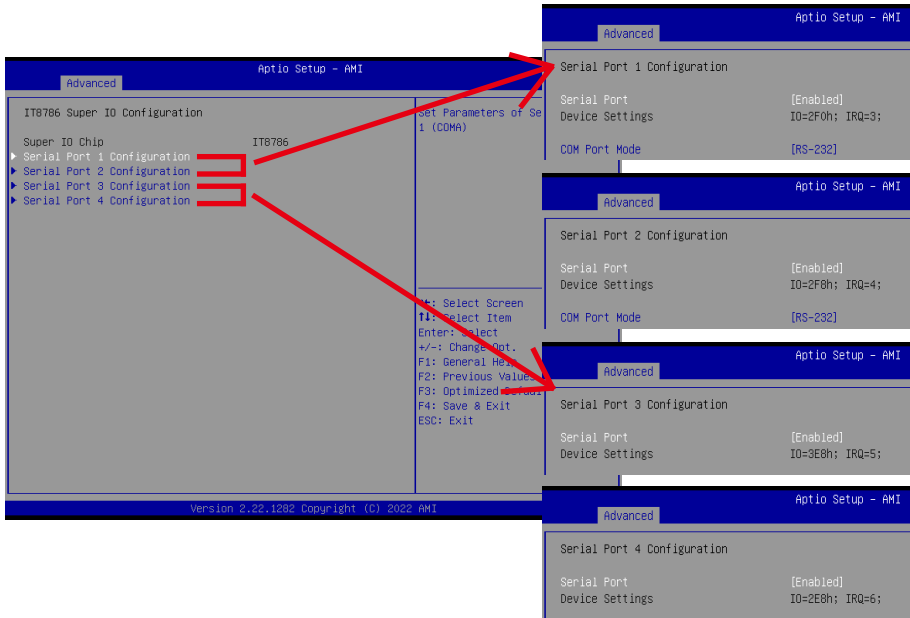 Aptio Setup – AMI
Advanced
IT8786 Super IO Configuration
Super IO Chip IT8786
Serial Port 1 Configuration
Serial Port 2 Configuration
Serial Port 3 Configuration
Serial Port 4 Configuration
Set Parameters of Se
1 (COMA)
: Select Screen
↑↓: Select Item
Enter: Select
+/-: Change Opt.
F1: General Help
F2: Previous Values
F3: Optimized Defaul
F4: Save & Exit
ESC: Exit
Version 2.22.1282 Copyright (C) 2022 AMI
Aptio Setup – AMI
Advanced
Serial Port 1 Configuration
Serial Port [Enabled]
Device Settings IO=2F0h; IRQ=3;
COM Port Mode [RS-232]
Aptio Setup – AMI
Advanced
Serial Port 2 Configuration
Serial Port [Enabled]
Device Settings IO=2F8h; IRQ=4;
COM Port Mode [RS-232]
Aptio Setup – AMI
Advanced
Serial Port 3 Configuration
Serial Port [Enabled]
Device Settings IO=3E8h; IRQ=5;
Aptio Setup – AMI
Advanced
Serial Port 4 Configuration
Serial Port [Enabled]
Device Settings IO=2E8h; IRQ=6;